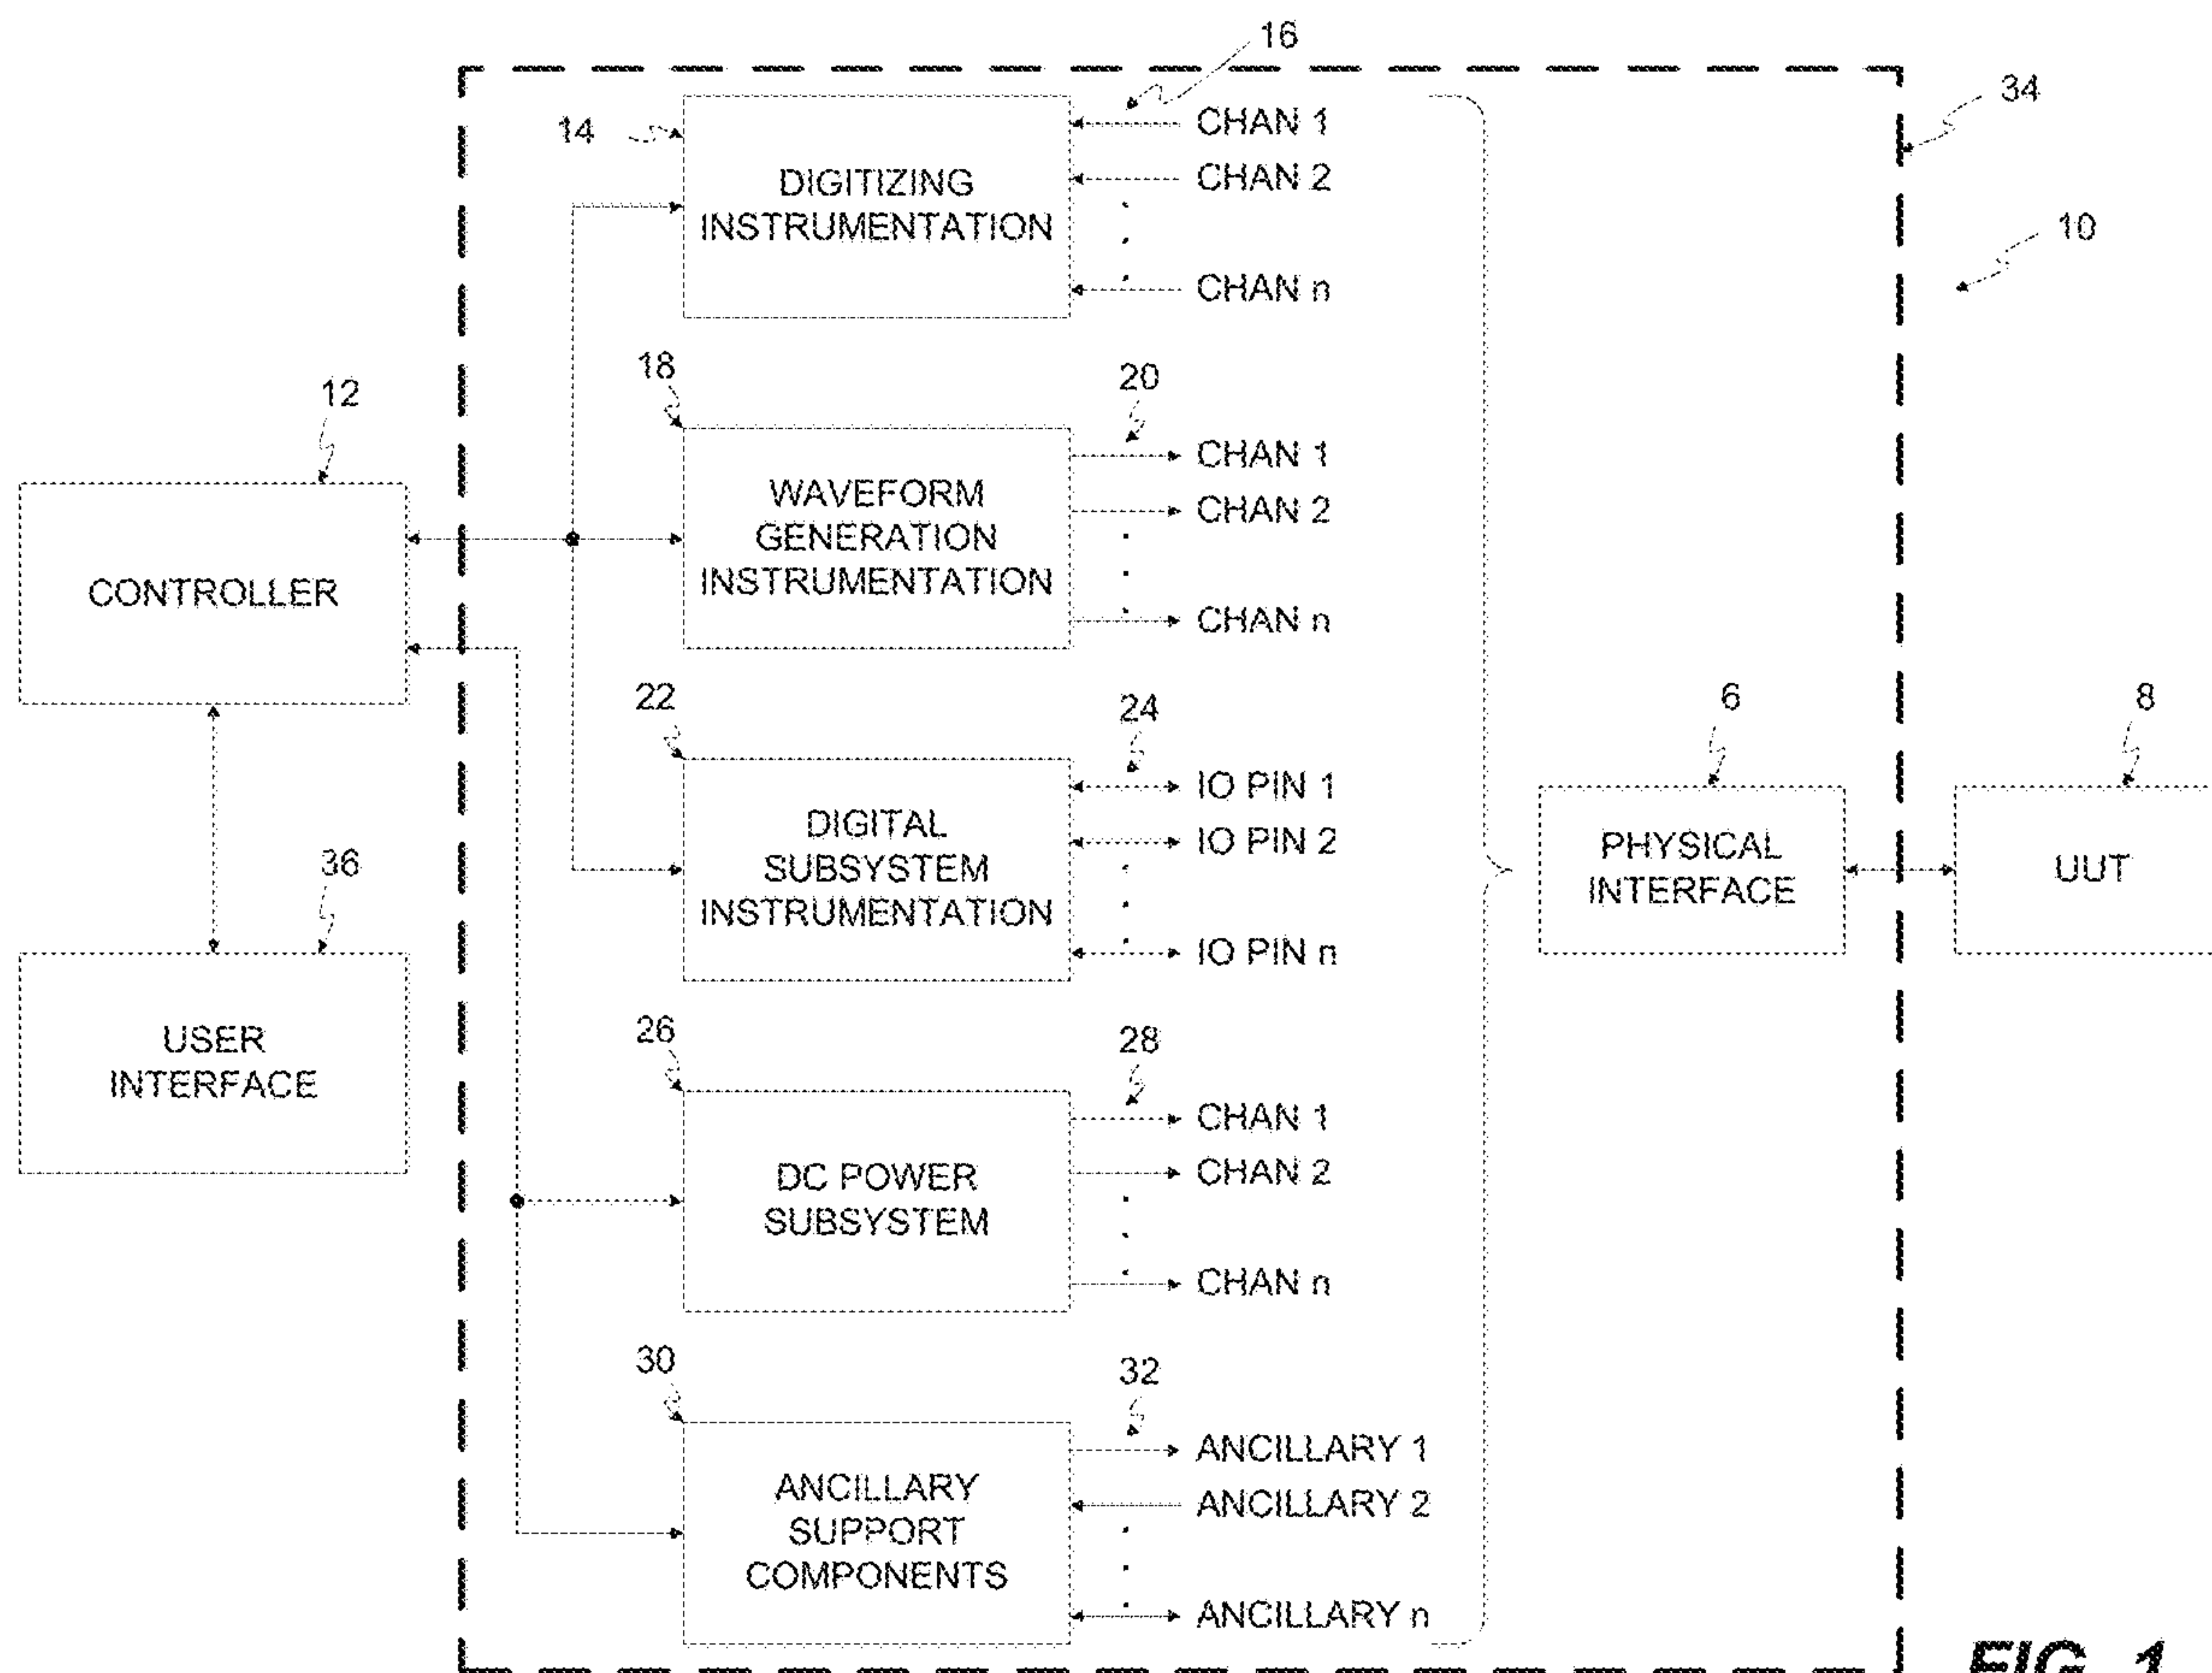 16
34
14
CHAN 1
DIGITIZING
INSTRUMENTATION
CHAN 2
CHAN n
10
18
20
12
CHAN 1
WAVEFORM
GENERATION
INSTRUMENTATION
CHAN 2
CHAN n
CONTROLLER
22
24
6
8
IO PIN 1
DIGITAL
SUBSYSTEM
INSTRUMENTATION
IO PIN 2
IO PIN n
PHYSICAL
INTERFACE
UUT
36
USER
INTERFACE
26
28
CHAN 1
DC POWER
SUBSYSTEM
CHAN 2
CHAN n
30
32
ANCILLARY 1
ANCILLARY
SUPPORT
COMPONENTS
ANCILLARY 2
ANCILLARY n
FIG. 1